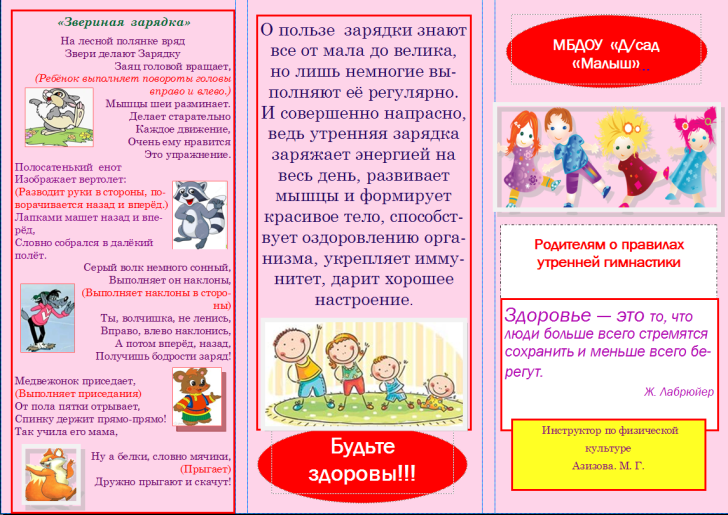 «Звериная зарядка»
На лесной полянке вряд
Звери делают Зарядку
Заяц головой вращает,
(Ребёнок выполняет повороты головы
вправо и влево.)
Мышцы шеи разминает.
Делает старательно
Каждое движение,
Очень ему нравится
Это упражнение.
Полосатенький енот
Изображает вертолет:
(Разводит руки в стороны, по-
ворачивается назад и вперёд.)
Лапками машет назад и впе-
рёд,
Словно собрался в далёкий
полёт.
Серый волк немного сонный,
Выполняет он наклоны,
(Выполняет наклоны в сторо-
ны)
Ты, волчишка, не ленись,
Вправо, влево наклонись,
А потом вперёд, назад,
Получишь бодрости заряд!
Медвежонок приседает,
(Выполняет приседания)
От пола пятки отрывает,
Спинку держит прямо-прямо!
Так учила его мама,
Ну а белки, словно мячики,
(Прыгает)
Дружно прыгают и скачут!
О пользе зарядки знают
все от мала до велика,
но лишь немногие вы-
полняют её регулярно.
И совершенно напрасно,
ведь утренняя зарядка
заряжает энергией на
весь день, развивает
мышцы и формирует
красивое тело, способст-
вует оздоровлению орга-
низма, укрепляет имму-
нитет, дарит хорошее
настроение.
Будьте
здоровы!!!
МБДОУ «Д/сад
«Малыш»
Родителям о правилах
утренней гимнастики
Здоровье — это то, что
люди больше всего стремятся
сохранить и меньше всего бе-
регут.
Ж. Лабрюйер
Инструктор по физической
культуре
Азизова. М. Г.